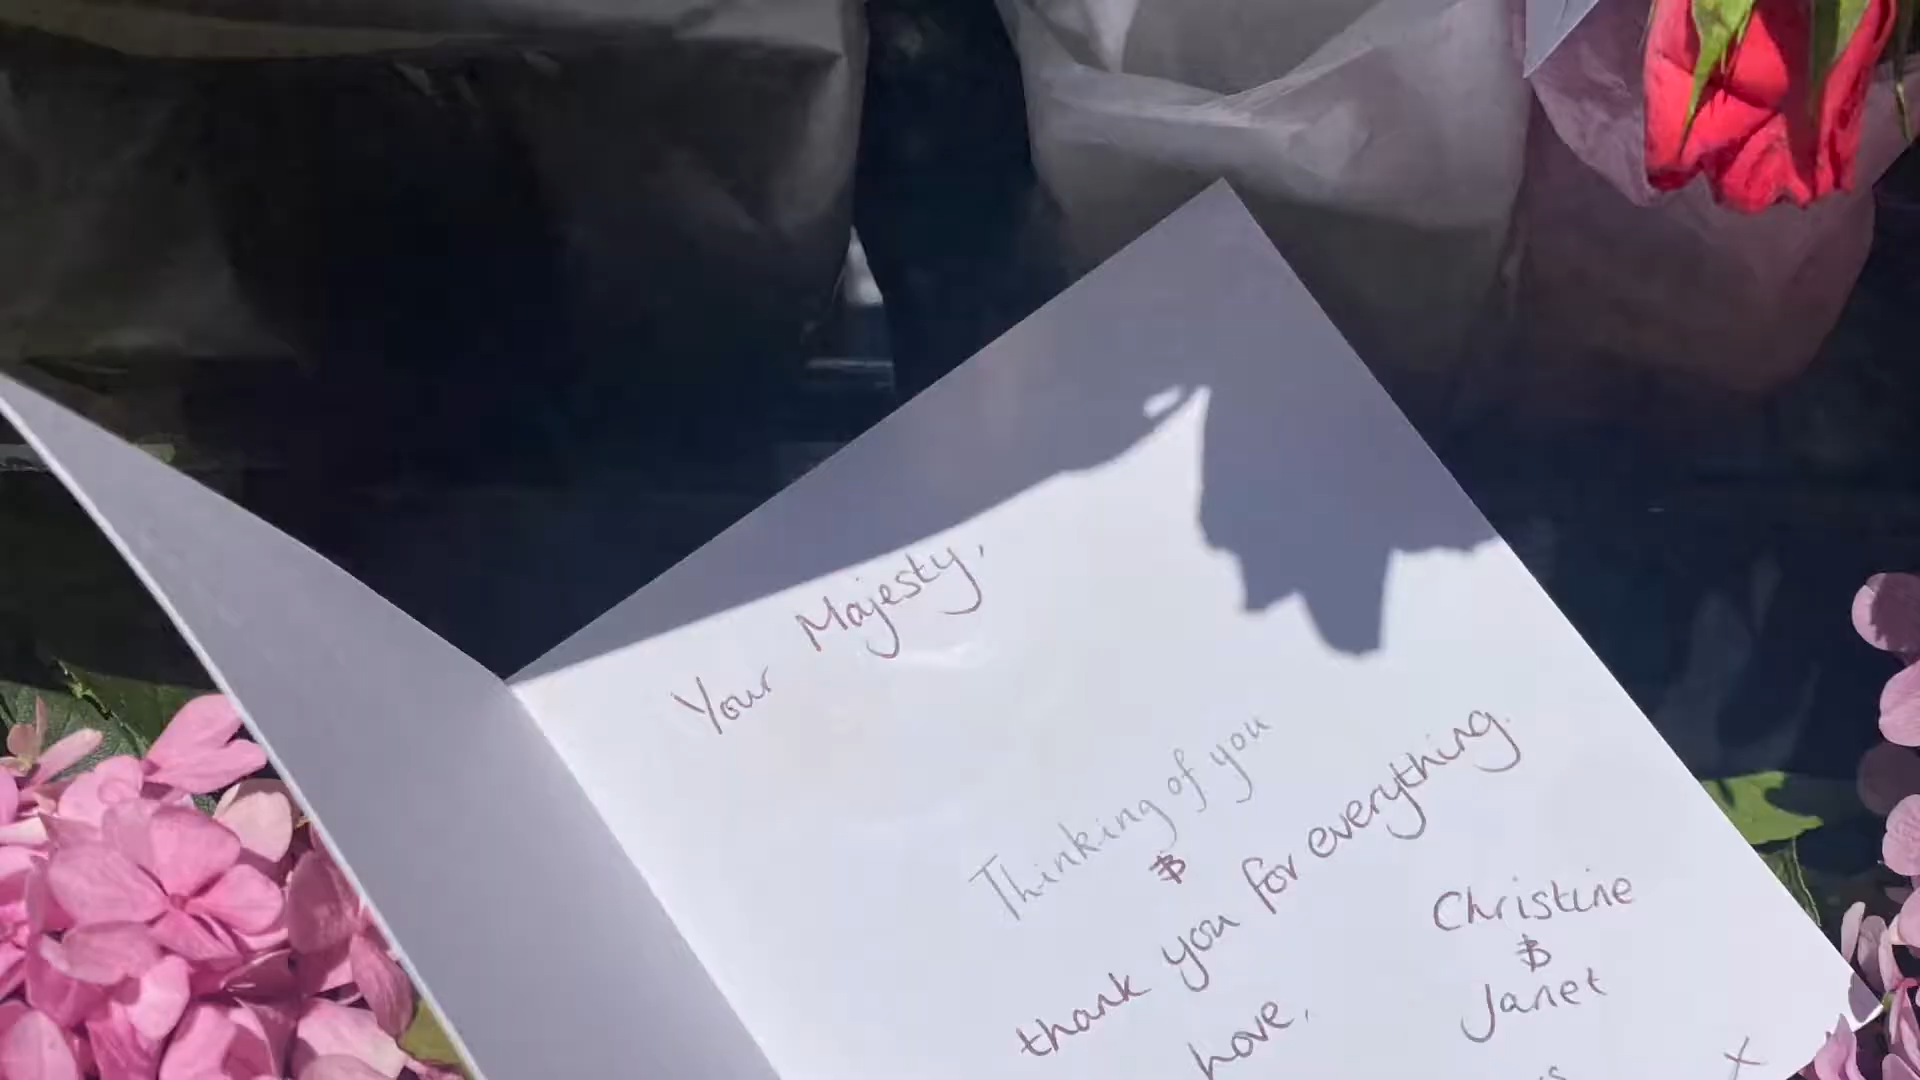 Your Majesty,
Thinking of you
&
thank you for everything.
Love,
Christine
&
Janet
x